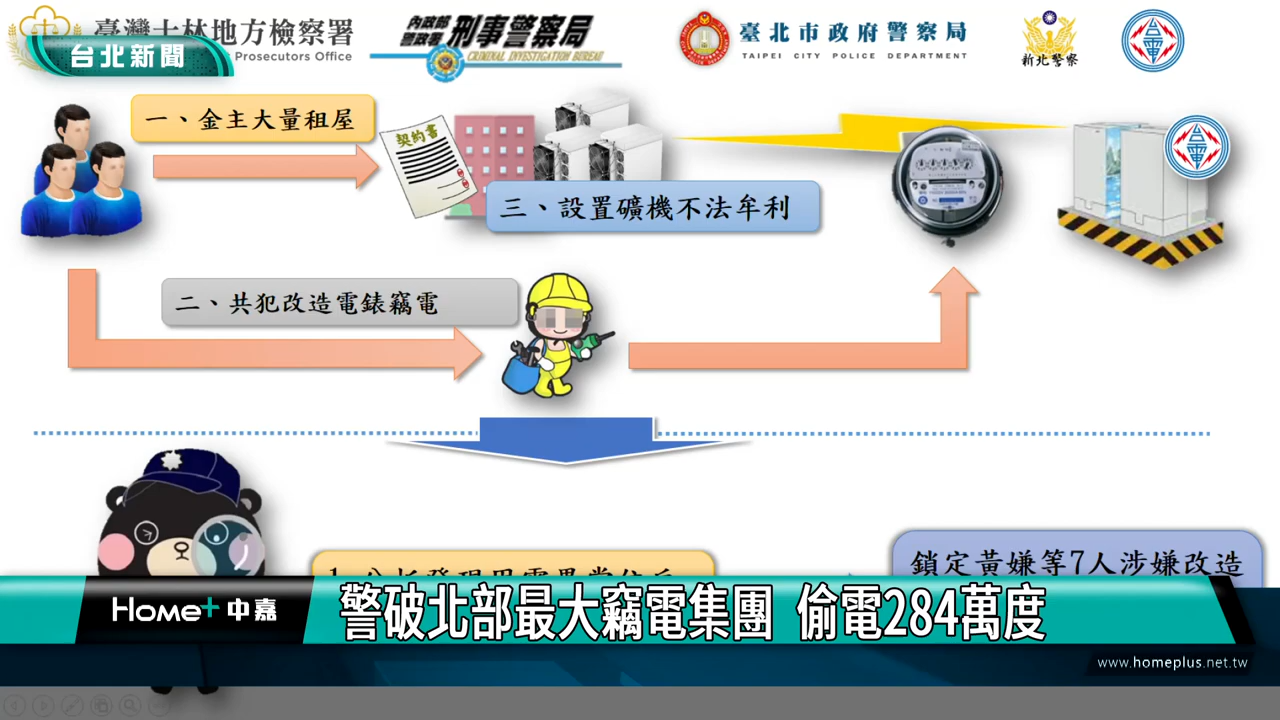 臺灣士林地方檢察署
Prosecutors Office
台北新聞
內政部
警政署
刑事警察局
CRIMINAL INVESTIGATION BUREAU
臺北市政府警察局
TAIPEI CITY POLICE DEPARTMENT
新北警察
台電
一、金主大量租屋
契約書
三、設置礦機不法牟利
台電
二、共犯改造電錶竊電
鎖定黃嫌等7人涉嫌改造
Home+中嘉
警破北部最大竊電集團 偷電284萬度
www.homeplus.net.tw